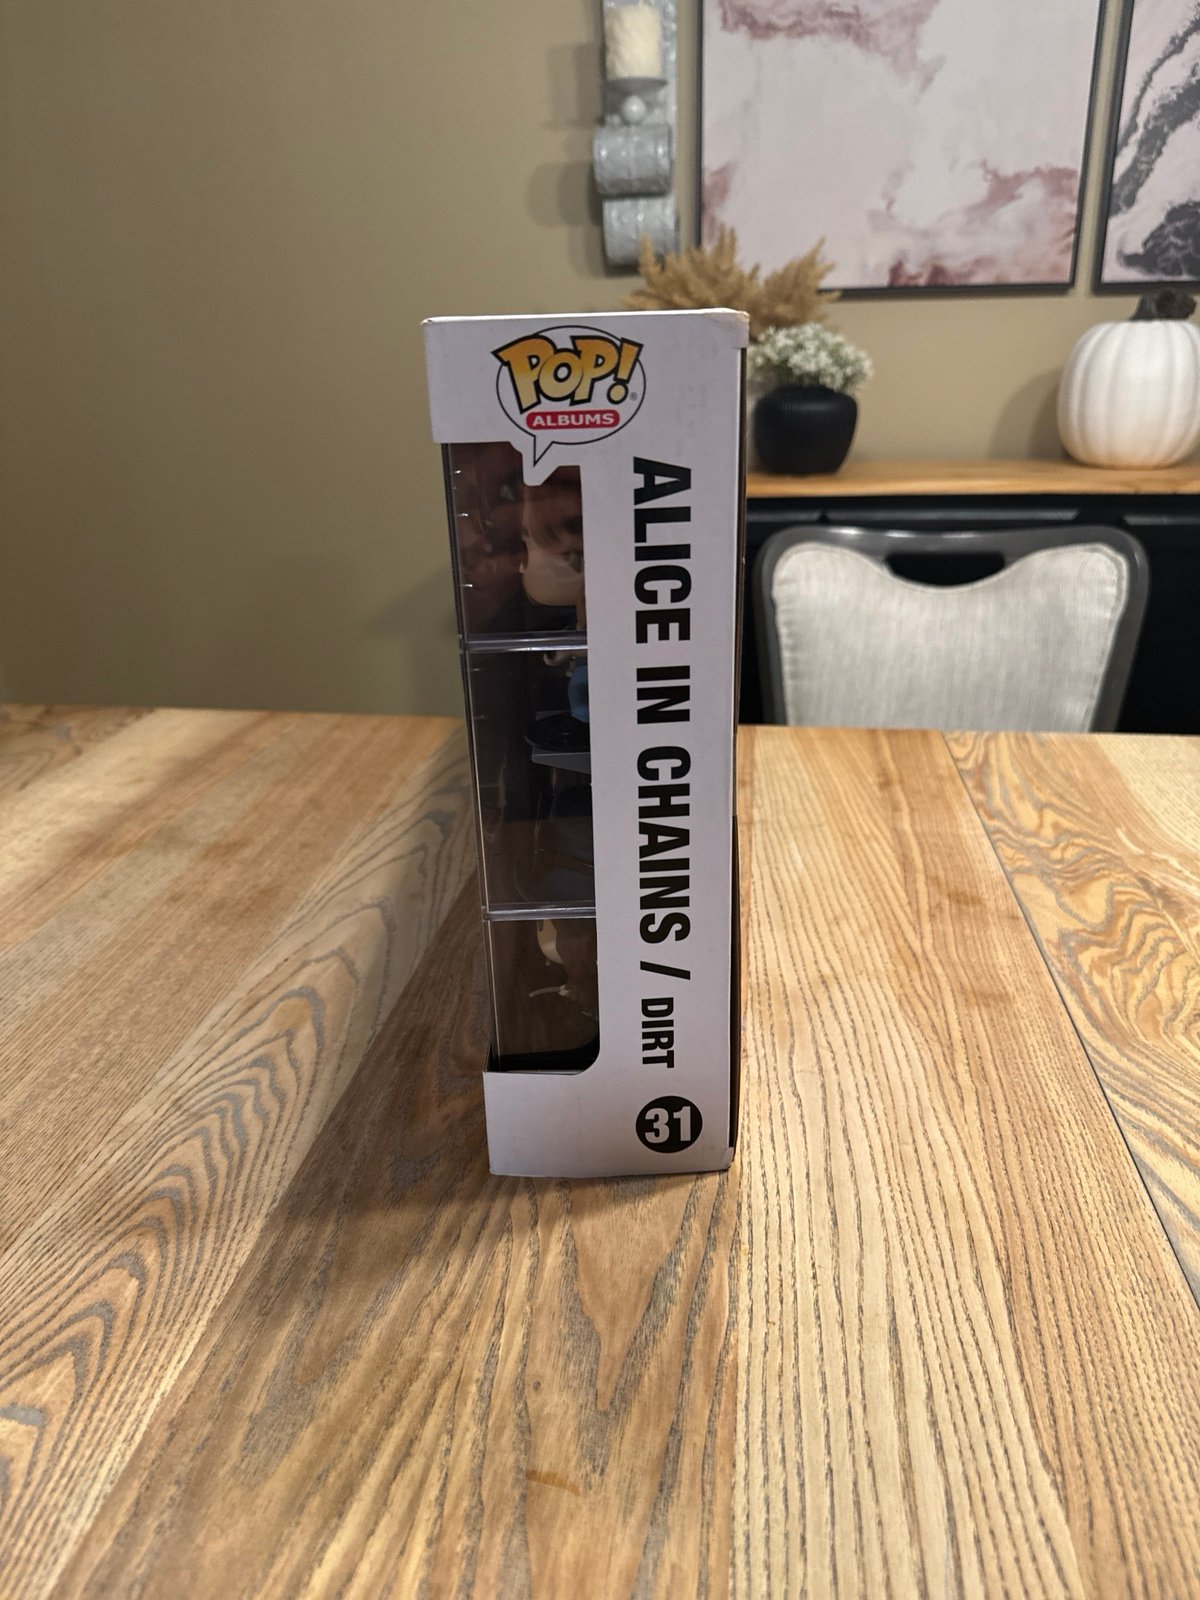 POP!®
ALBUMS
ALICE IN CHAINS / DIRT
31